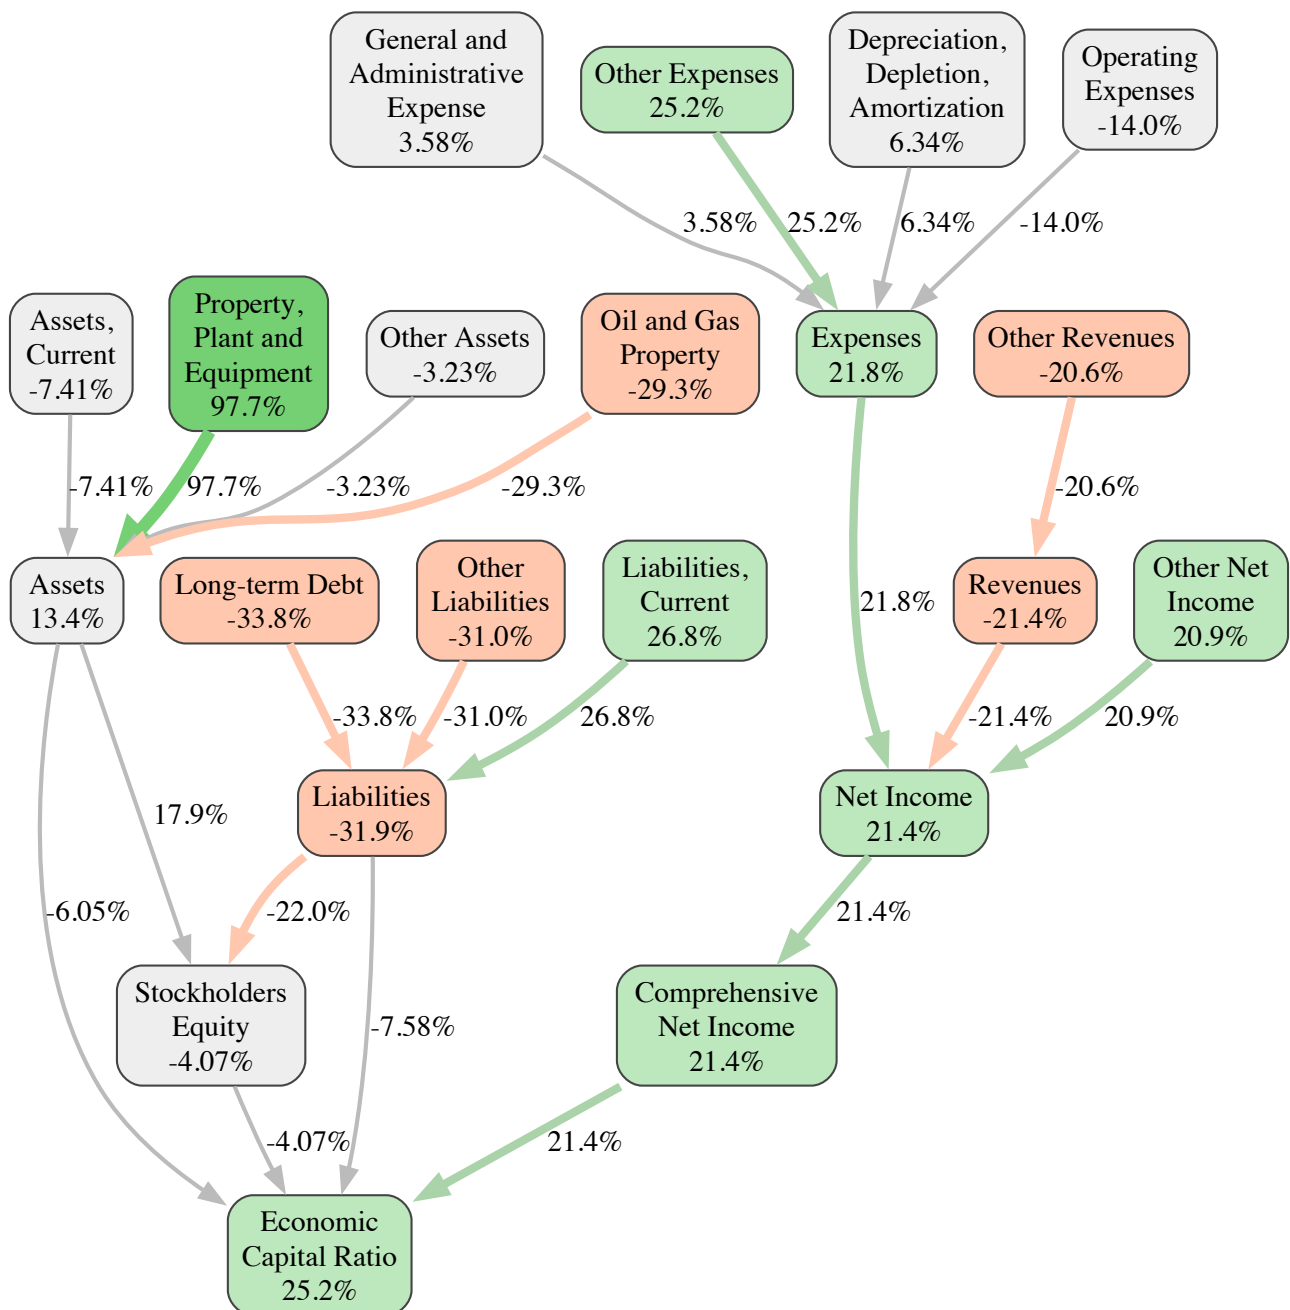 General and
Administrative
Expense
3.58%
Other Expenses
25.2%
Depreciation,
Depletion,
Amortization
6.34%
Operating
Expenses
-14.0%
3.58%
25.2%
6.34%
-14.0%
Assets,
Current
-7.41%
Property,
Plant and
Equipment
97.7%
Other Assets
-3.23%
Oil and Gas
Property
-29.3%
Expenses
21.8%
Other Revenues
-20.6%
-7.41%
97.7%
-3.23%
-29.3%
-20.6%
Assets
13.4%
Long-term Debt
-33.8%
Other
Liabilities
-31.0%
Liabilities,
Current
26.8%
21.8%
Revenues
-21.4%
Other Net
Income
20.9%
-33.8%
-31.0%
26.8%
-21.4%
20.9%
17.9%
Liabilities
-31.9%
Net Income
21.4%
-6.05%
-22.0%
21.4%
Stockholders
Equity
-4.07%
-7.58%
Comprehensive
Net Income
21.4%
-4.07%
21.4%
Economic
Capital Ratio
25.2%